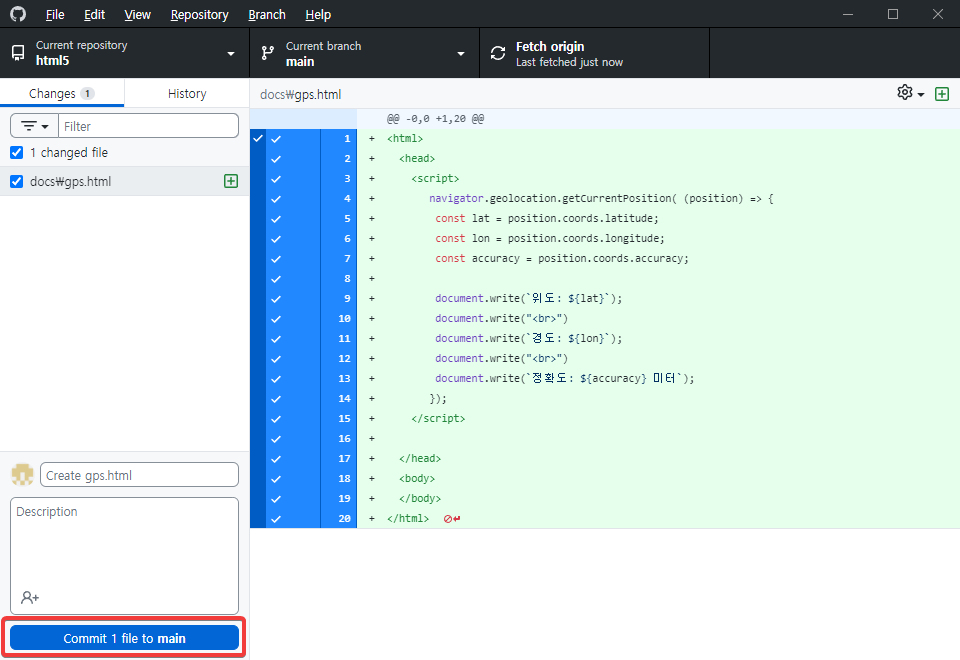 File Edit View Repository Branch Help
Current repository
html5
Current branch
main
Fetch origin
Last fetched just now
Changes 1 History
Filter
1 changed file
docs₩gps.html
Create gps.html
Description
Commit 1 file to main
docs₩gps.html
@@ -0,0 +1,20 @@
1 + <html>
2 + <head>
3 + <script>
4 + navigator.geolocation.getCurrentPosition( (position) => {
5 + const lat = position.coords.latitude;
6 + const lon = position.coords.longitude;
7 + const accuracy = position.coords.accuracy;
8 +
9 + document.write(`위도: ${lat}`);
10 + document.write("<br>")
11 + document.write(`경도: ${lon}`);
12 + document.write("<br>")
13 + document.write(`정확도: ${accuracy} 미터`);
14 + });
15 + </script>
16 +
17 + </head>
18 + <body>
19 + </body>
20 + </html>